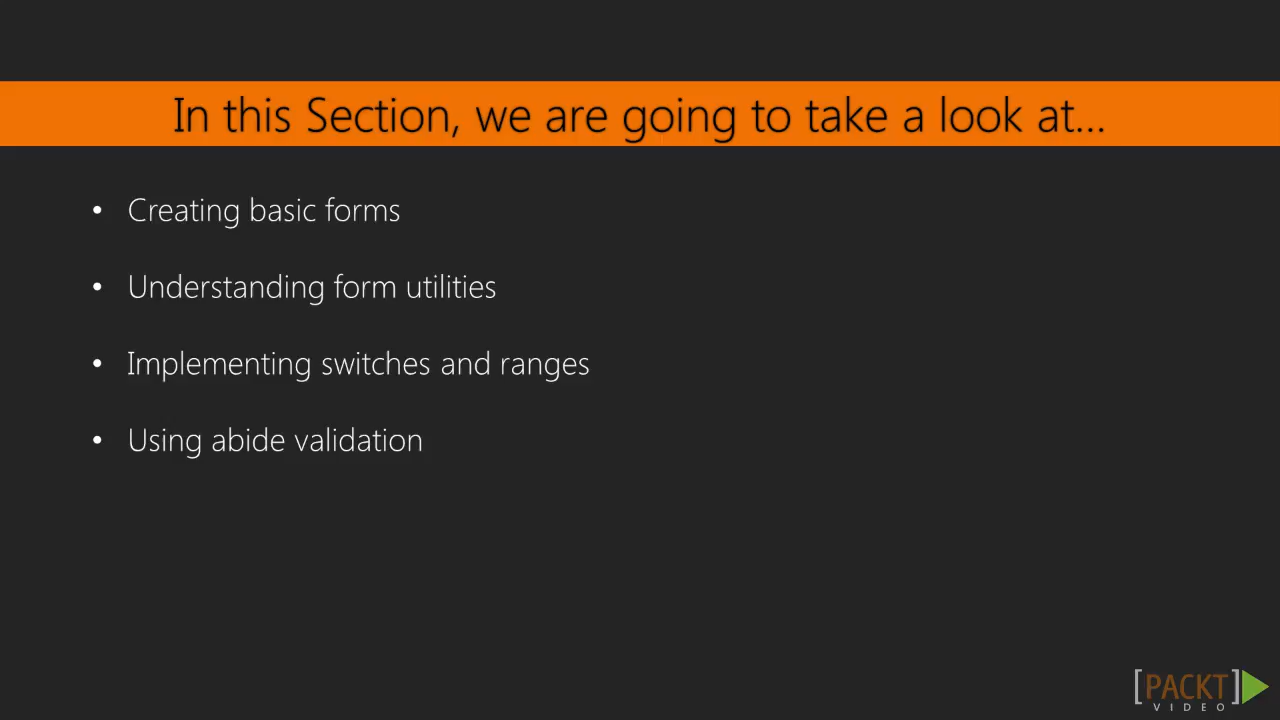 In this Section, we are going to take a look at...
• Creating basic forms
• Understanding form utilities
• Implementing switches and ranges
• Using abide validation
[PACKT]
VIDEO